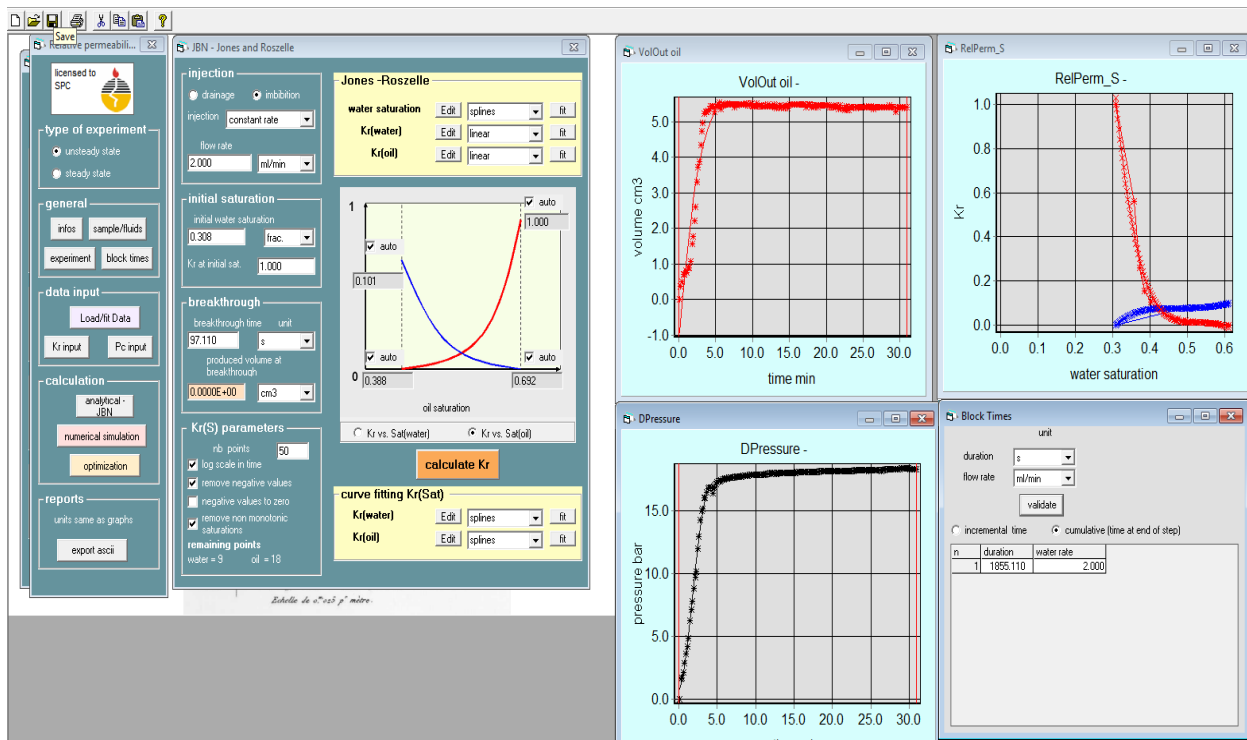 Save
Relative permeabili...
licensed to
SPC
type of experiment
unsteady state
steady state
general
infos
sample/fluids
experiment
block times
data input
Load/fit Data
Kr input
Pc input
calculation
analytical -
JBN
numerical simulation
optimization
reports
units same as graphs
export ascii
JBN - Jones and Roszelle
injection
drainage
imbibition
injection
constant rate
flow rate
2.000
ml/min
initial saturation
initial water saturation
0.308
frac.
Kr at initial sat.
1.000
breakthrough
breakthrough time
unit
97.110
s
produced volume at
breakthrough
0.0000E+00
cm3
Kr(S) parameters
nb points
50
log scale in time
remove negative values
negative values to zero
remove non monotonic
saturations
remaining points
water = 9
oil = 18
Jones -Roszelle
water saturation
Edit
splines
fit
Kr(water)
Edit
linear
fit
Kr(oil)
Edit
linear
fit
1
auto
1.000
auto
0.101
auto
auto
0
0.388
0.692
oil saturation
Kr vs. Sat(water)
Kr vs. Sat(oil)
calculate Kr
curve fitting Kr(Sat)
Kr(water)
Edit
splines
fit
Kr(oil)
Edit
splines
fit
Echelle de 0.m 025 pr mètre.
VolOut oil
VolOut oil -
volume cm3
5.0
4.0
3.0
2.0
1.0
0.0
-1.0
0.0 5.0 10.0 15.0 20.0 25.0 30.0
time min
RelPerm_S
RelPerm_S -
Kr
1.0
0.8
0.6
0.4
0.2
0.0
0.0 0.1 0.2 0.3 0.4 0.5 0.6
water saturation
DPressure
DPressure -
pressure bar
15.0
10.0
5.0
0.0
0.0 5.0 10.0 15.0 20.0 25.0 30.0
Block Times
unit
duration
s
flow rate
ml/min
validate
incremental time
cumulative (time at end of step)
n duration water rate
1 1855.110 2.000